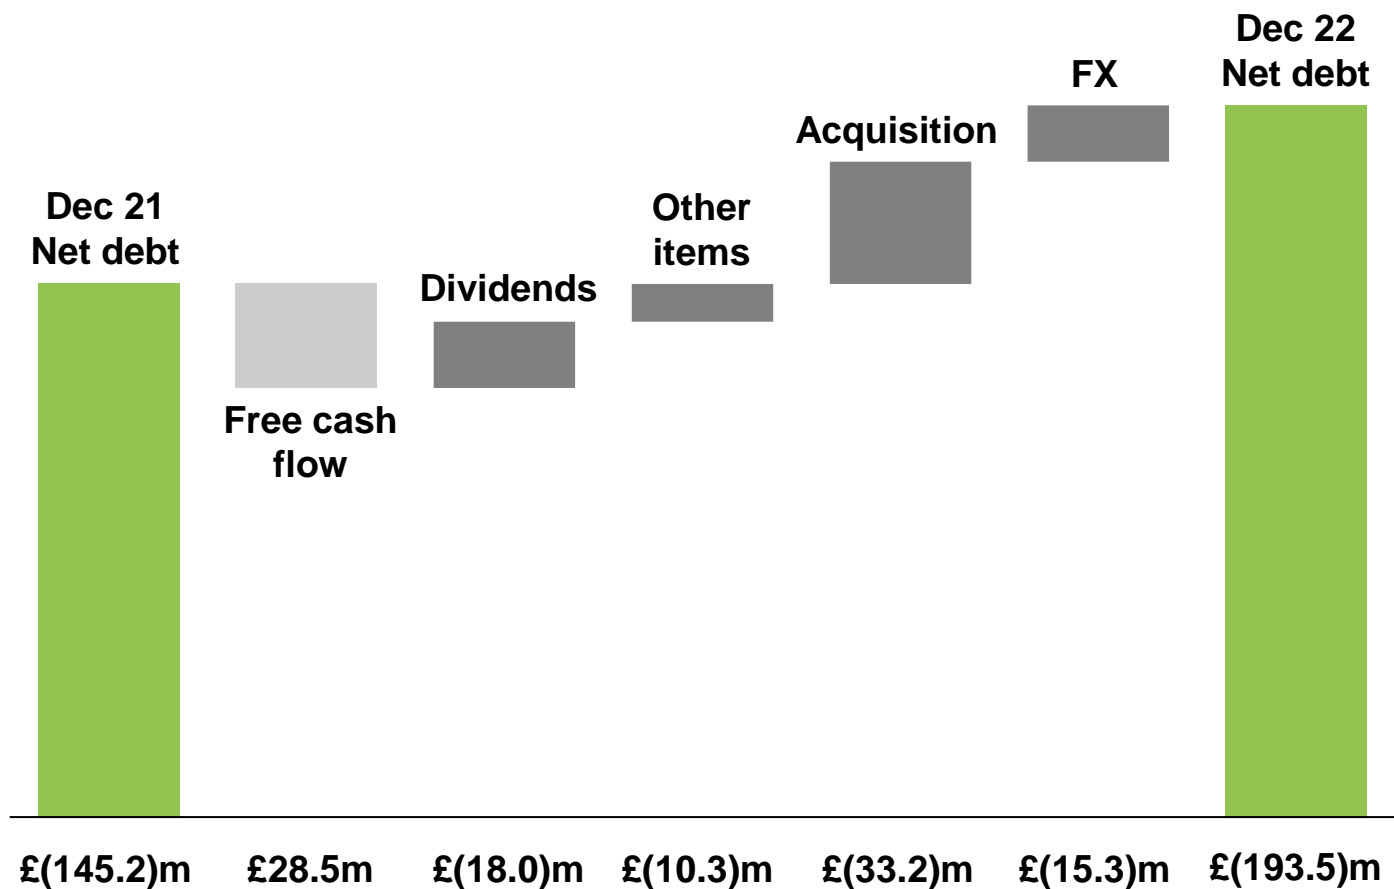 Dec 21
Net debt
Free cash
flow
Dividends
Other
items
Acquisition
FX
Dec 22
Net debt
£(145.2)m
£28.5m
£(18.0)m
£(10.3)m
£(33.2)m
£(15.3)m
£(193.5)m